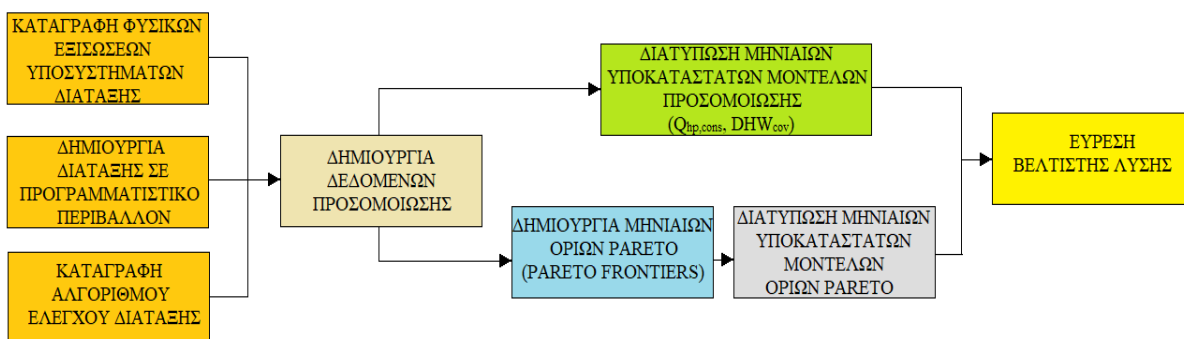 ΚΑΤΑΓΡΑΦΗ ΦΥΣΙΚΩΝ
ΕΞΙΣΩΣΕΩΝ
ΥΠΟΣΥΣΤΗΜΑΤΩΝ
ΔΙΑΤΑΞΗΣ
ΔΗΜΙΟΥΡΓΙΑ
ΔΙΑΤΑΞΗΣ ΣΕ
ΠΡΟΓΡΑΜΜΑΤΙΣΤΙΚΟ
ΠΕΡΙΒΑΛΛΟΝ
ΚΑΤΑΓΡΑΦΗ
ΑΛΓΟΡΙΘΜΟΥ
ΕΛΕΓΧΟΥ ΔΙΑΤΑΞΗΣ
ΔΗΜΙΟΥΡΓΙΑ
ΔΕΔΟΜΕΝΩΝ
ΠΡΟΣΟΜΟΙΩΣΗΣ
ΔΙΑΤΥΠΩΣΗ ΜΗΝΙΑΙΩΝ
ΥΠΟΚΑΤΑΣΤΑΤΩΝ ΜΟΝΤΕΛΩΝ
ΠΡΟΣΟΜΟΙΩΣΗΣ
(Qhp,cons, DHWcov)
ΔΗΜΙΟΥΡΓΙΑ ΜΗΝΙΑΙΩΝ
ΟΡΙΩΝ PARETO
(PARETO FRONTIERS)
ΔΙΑΤΥΠΩΣΗ ΜΗΝΙΑΙΩΝ
ΥΠΟΚΑΤΑΣΤΑΤΩΝ
ΜΟΝΤΕΛΩΝ
ΟΡΙΩΝ PARETO
ΕΥΡΕΣΗ
ΒΕΛΤΙΣΤΗΣ ΛΥΣΗΣ